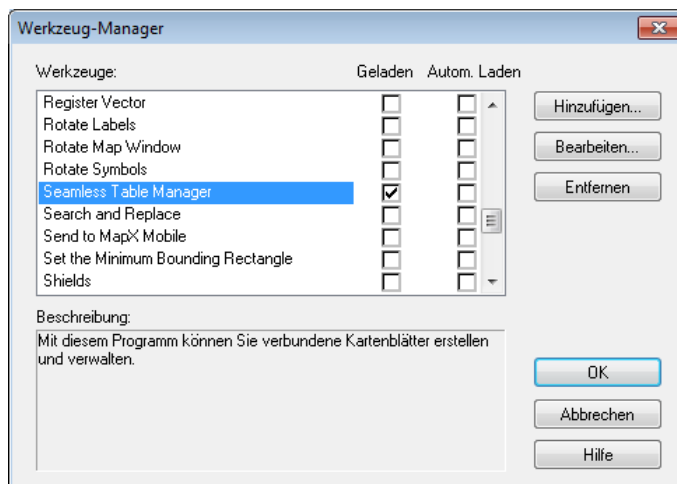 Werkzeug-Manager
Werkzeuge: Geladen Autom. Laden
Register Vector
Rotate Labels
Rotate Map Window
Rotate Symbols
Seamless Table Manager
Search and Replace
Send to MapX Mobile
Set the Minimum Bounding Rectangle
Shields
Hinzufügen...
Bearbeiten...
Entfernen
Beschreibung:
Mit diesem Programm können Sie verbundene Kartenblätter erstellen
und verwalten.
OK
Abbrechen
Hilfe